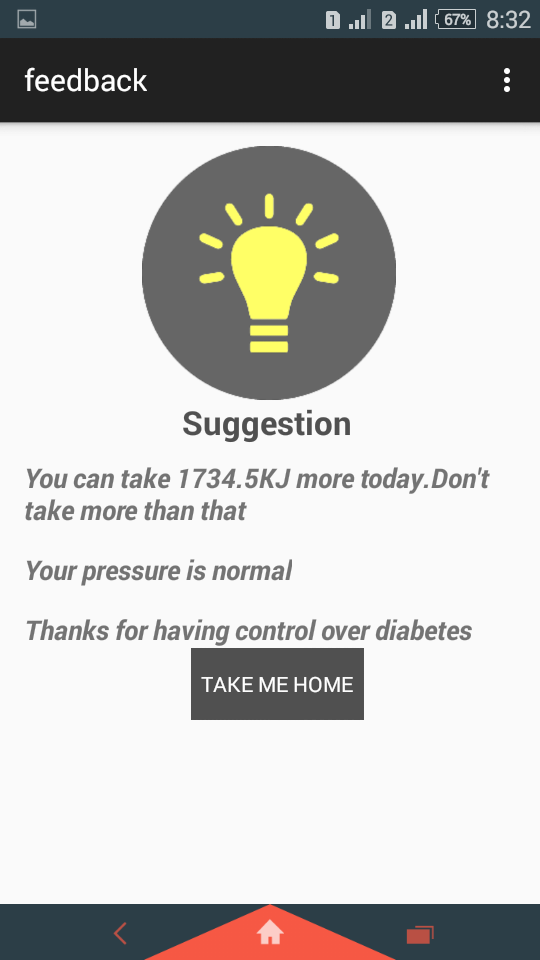 1 2 67% 8:32
feedback
Suggestion
You can take 1734.5KJ more today.Don't
take more than that
Your pressure is normal
Thanks for having control over diabetes
TAKE ME HOME